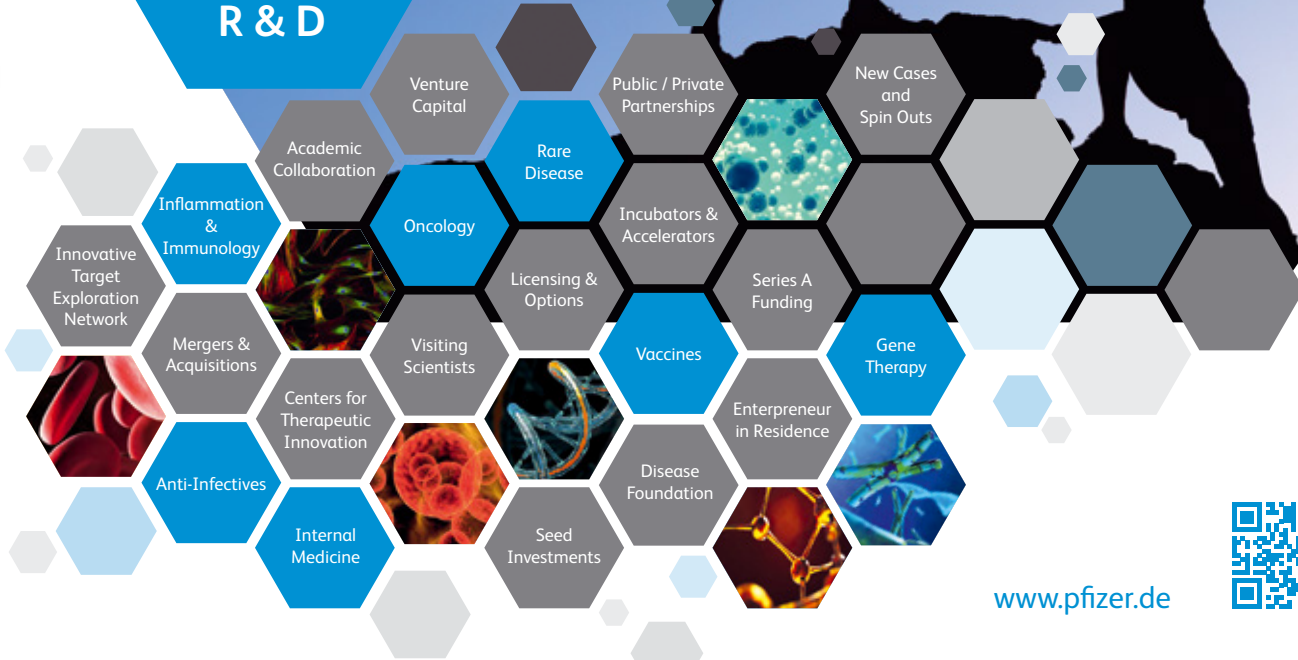 R & D
Venture
Capital
Public / Private
Partnerships
New Cases
and
Spin Outs
Academic
Collaboration
Rare
Disease
Inflammation
&
Immunology
Oncology
Incubators &
Accelerators
Innovative
Target
Exploration
Network
Licensing &
Options
Series A
Funding
Mergers &
Acquisitions
Visiting
Scientists
Vaccines
Gene
Therapy
Centers for
Therapeutic
Innovation
Enterpreneur
in Residence
Anti-Infectives
Disease
Foundation
Internal
Medicine
Seed
Investments
www.pfizer.de